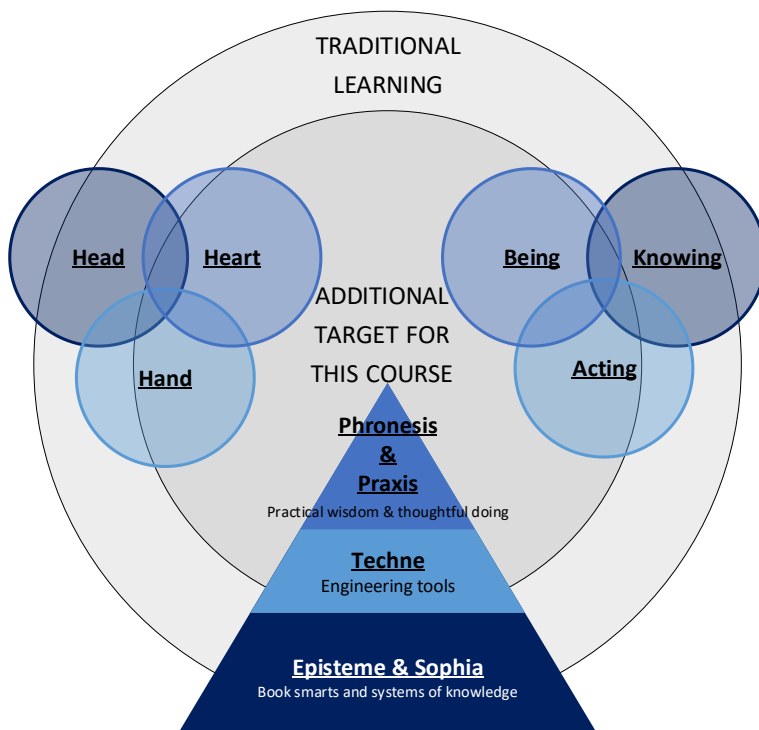 TRADITIONAL
LEARNING
Head
Heart
Hand
Being
Knowing
Acting
ADDITIONAL
TARGET FOR
THIS COURSE
Phronesis
&
Praxis
Practical wisdom & thoughtful doing
Techne
Engineering tools
Episteme & Sophia
Book smarts and systems of knowledge